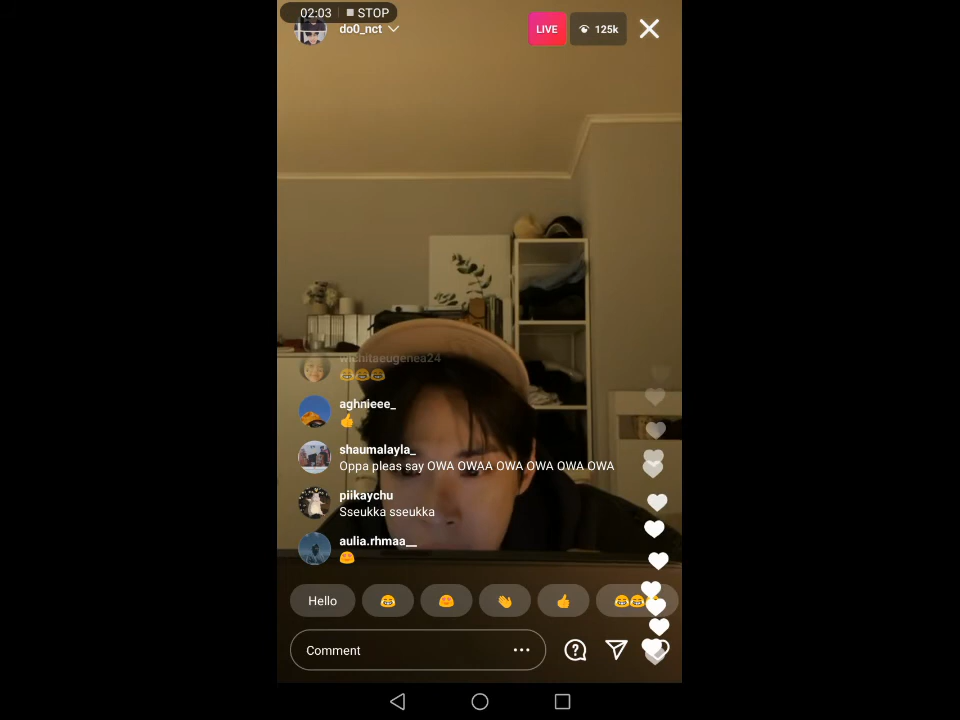 02:03
STOP
do0_nct
LIVE
125k
wichitaeugenea24
😂😂😂
aghnieee_
👍
shaumalayla_
Oppa pleas say OWA OWAA OWA OWA OWA OWA
piikaychu
Sseukka sseukka
aulia.rhmaa__
Hello
Comment